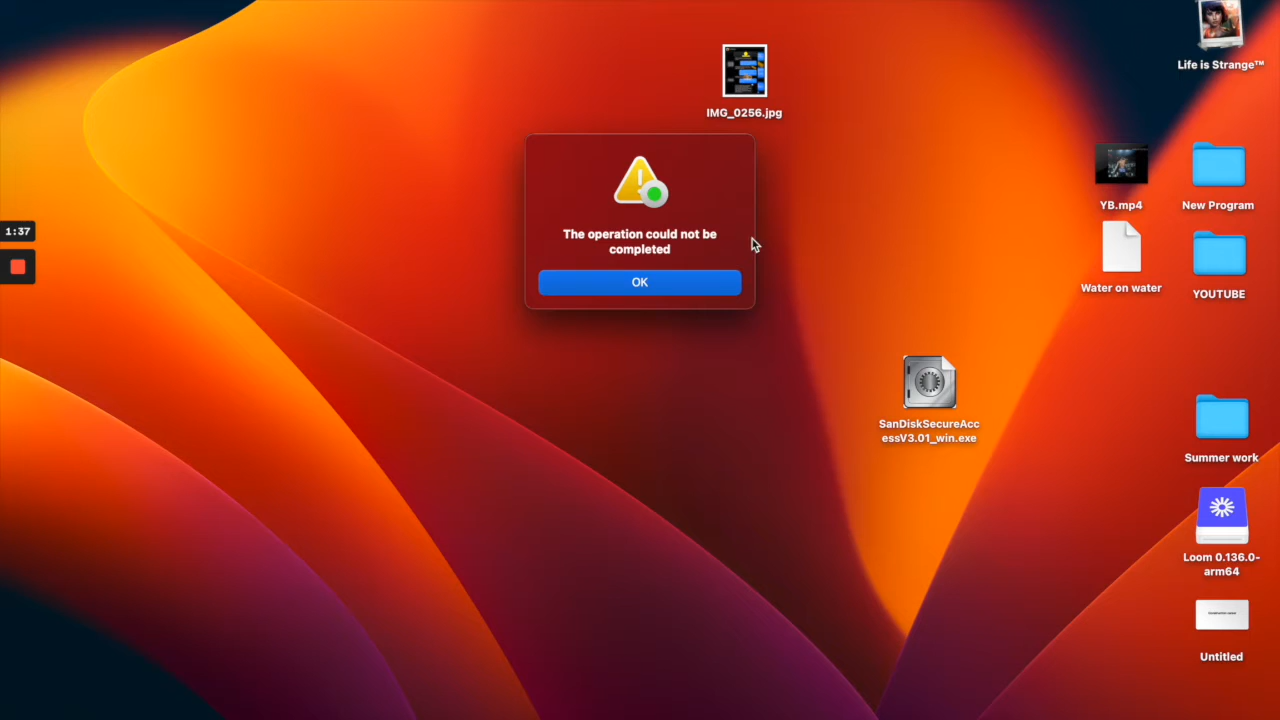 Life is Strange™
IMG_0256.jpg
YB.mp4
New Program
The operation could not be
completed
1:37
OK
Water on water
YOUTUBE
SanDiskSecureAcc
essV3.01_win.exe
Summer work
Loom 0.136.0-
arm64
Untitled